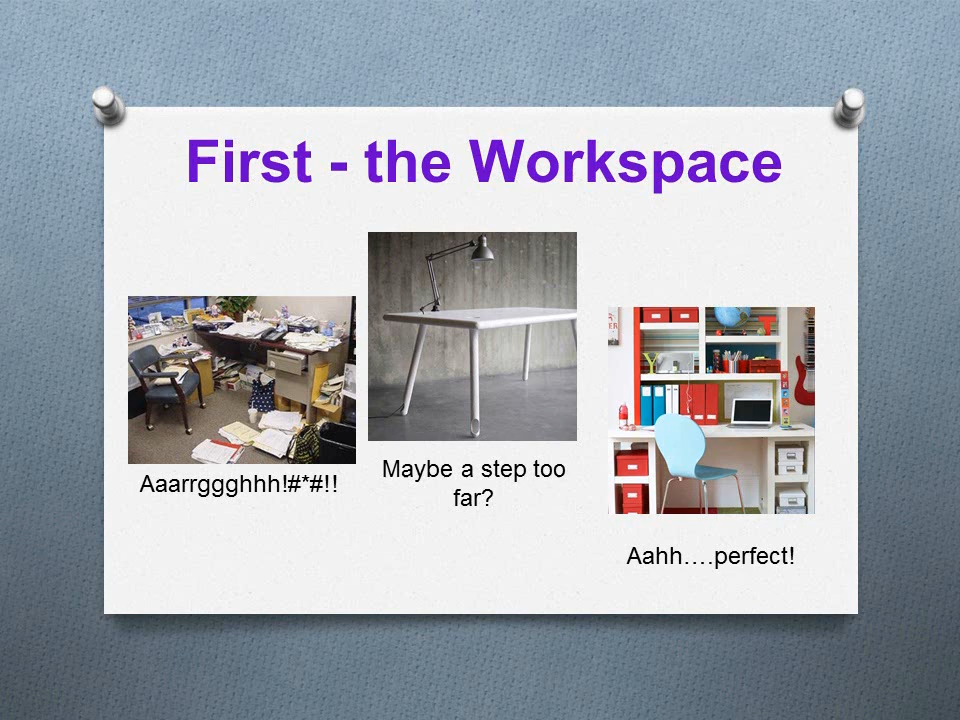 First - the Workspace
Aaarrggghhh!#*#!!
Maybe a step too
far?
Aahh….perfect!